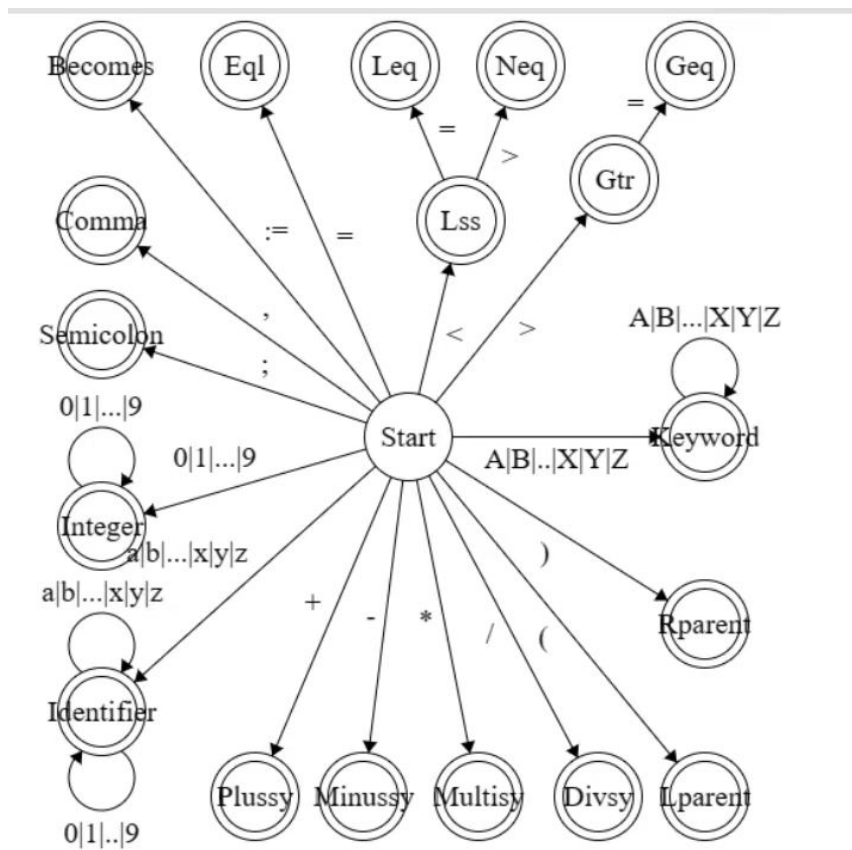 Becomes
Eql
Leq
Neq
Geq
=
=
>
Gtr
Comma
Lss
:=
=
,
<
>
A|B|...|X|Y|Z
Semicolon
;
0|1|...|9
Start
Keyword
0|1|...|9
A|B|..|X|Y|Z
Integer
a|b|...|x|y|z
)
a|b|...|x|y|z
+
-
*
/
(
Rparent
Identifier
Plussy
Minussy
Multisy
Divsy
Lparent
0|1|..|9